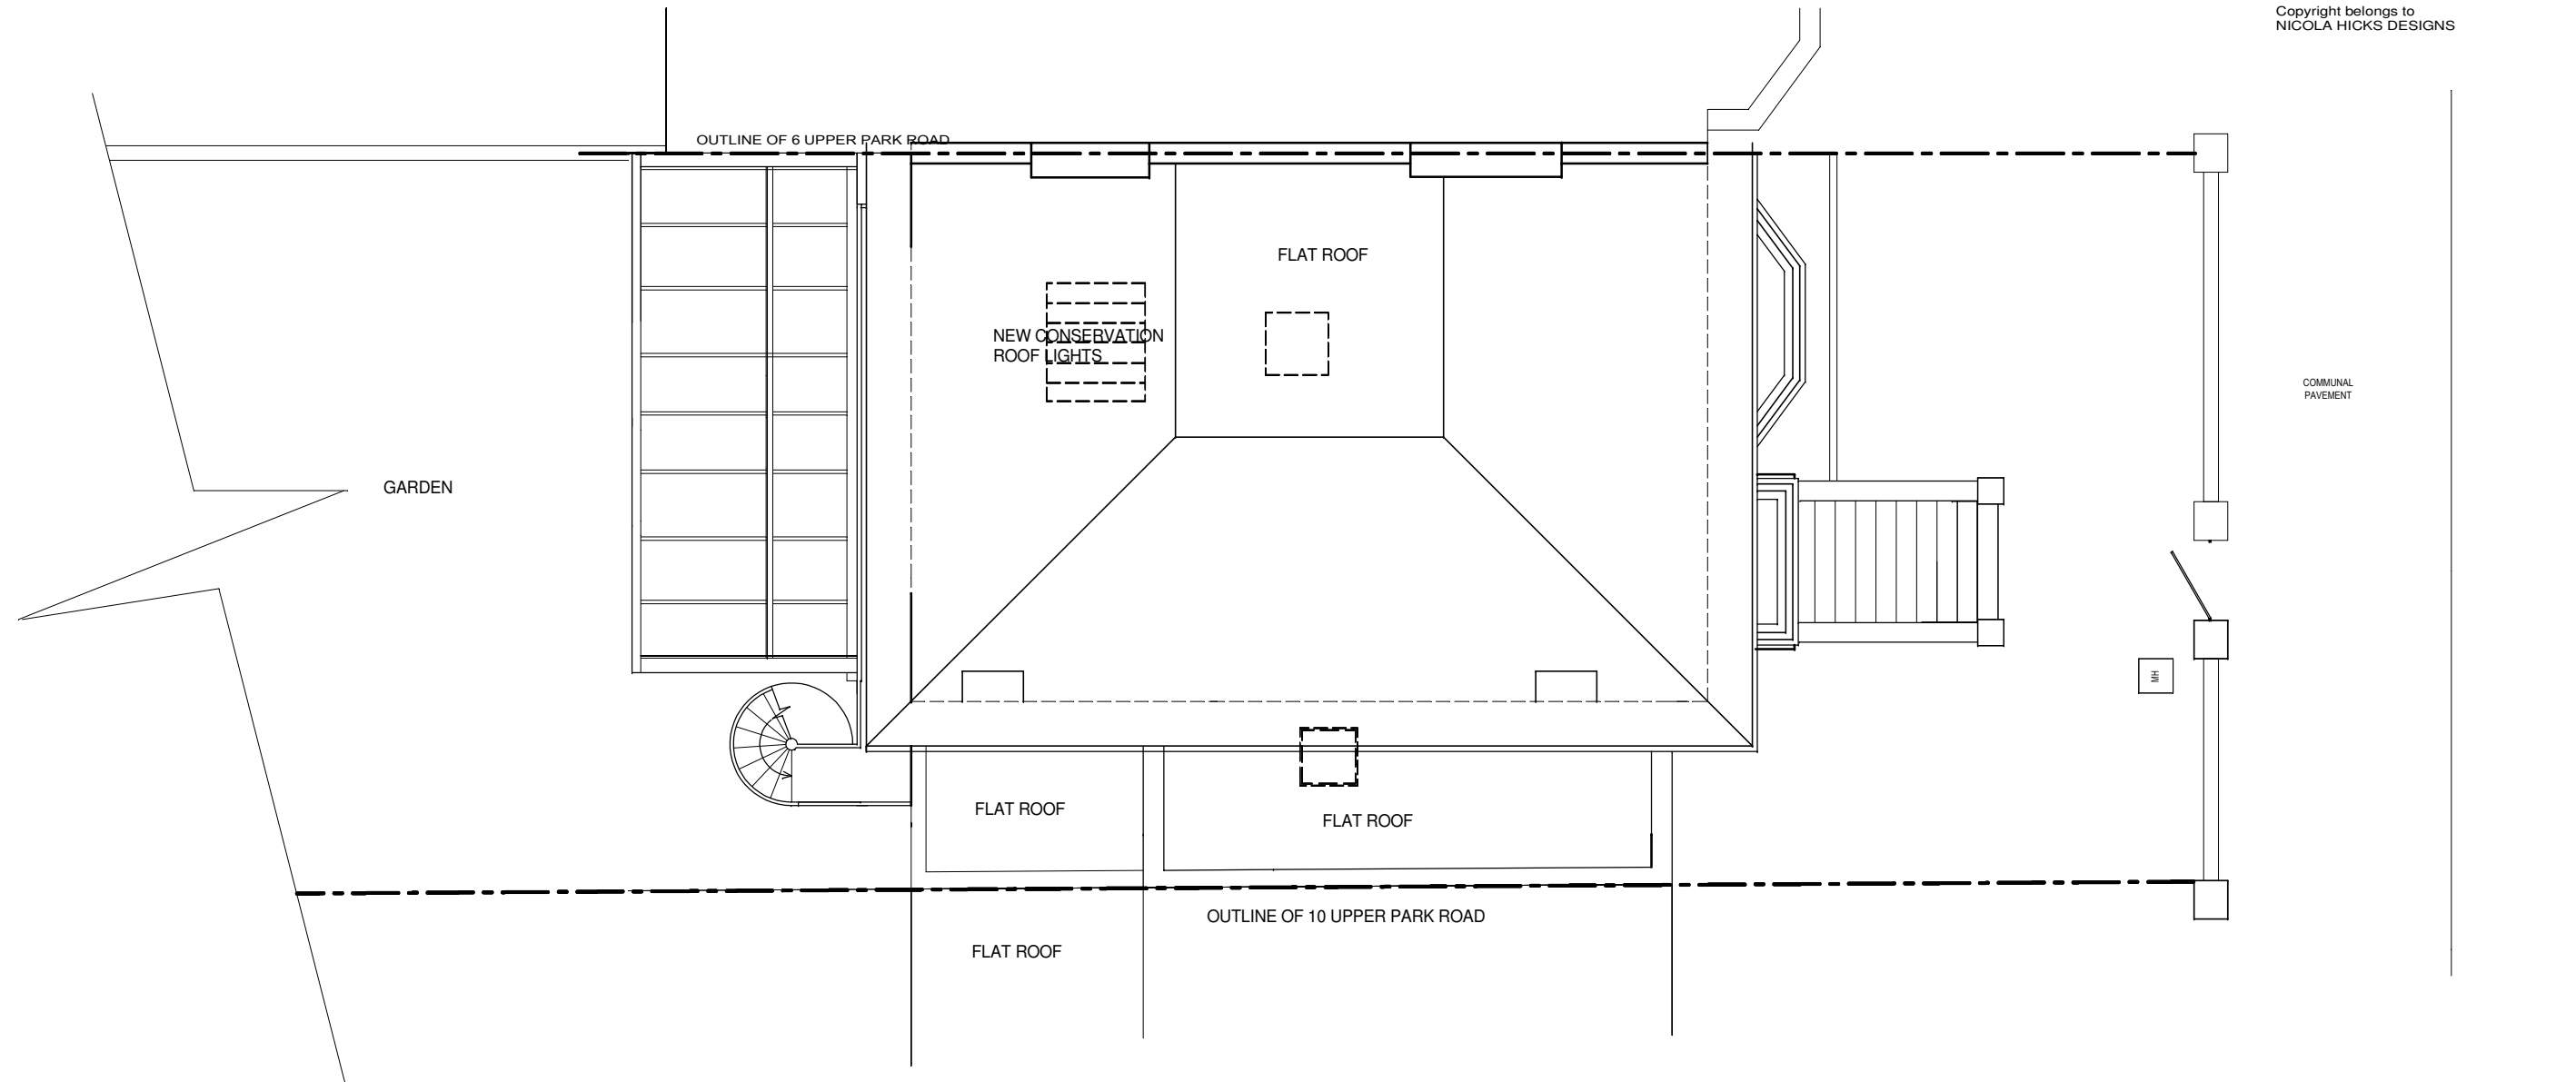 Copyright belongs to
NICOLA HICKS DESIGNS
OUTLINE OF 6 UPPER PARK ROAD
FLAT ROOF
NEW CONSERVATION
ROOF LIGHTS
COMMUNAL
PAVEMENT
GARDEN
MH
FLAT ROOF
FLAT ROOF
OUTLINE OF 10 UPPER PARK ROAD
FLAT ROOF